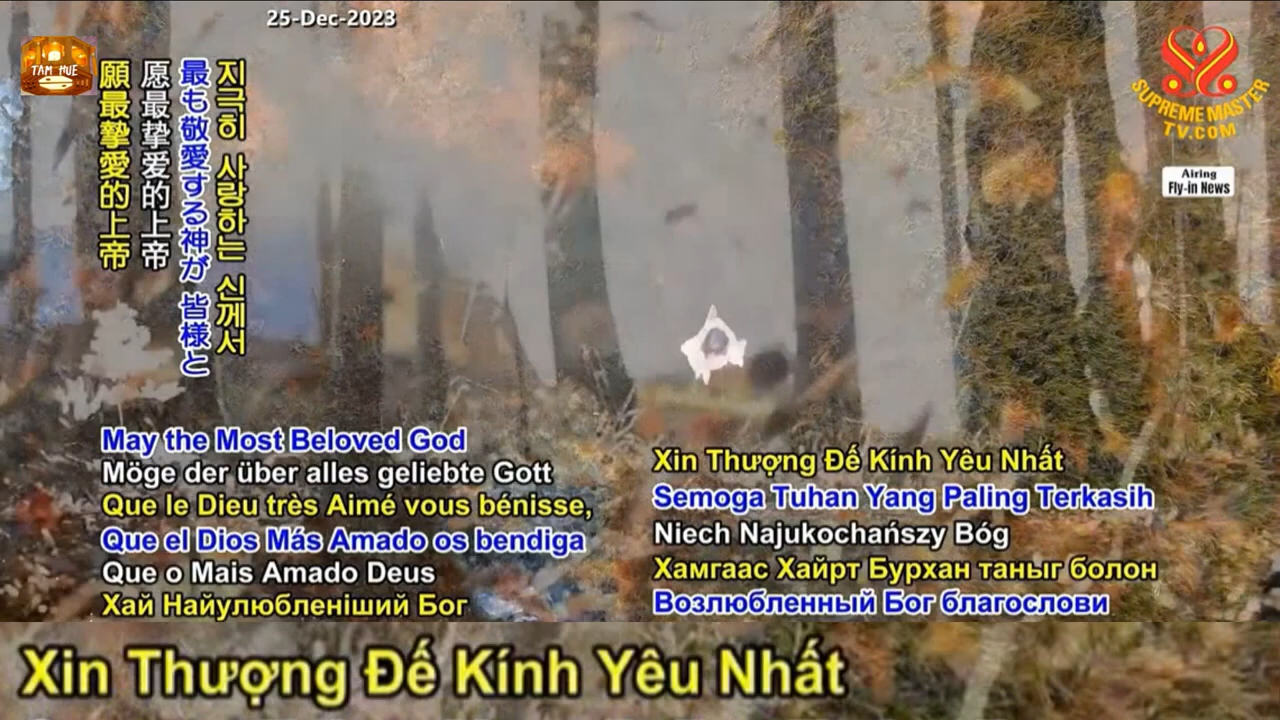 25-Dec-2023
TAM HUE
願最摯愛的上帝
愿最挚爱的上帝
最も敬愛する神が 皆様と
지극히 사랑하는 신께서
SUPREME MASTER
TV.COM
Airing
Fly-in News
May the Most Beloved God
Möge der über alles geliebte Gott
Que le Dieu très Aimé vous bénisse,
Que el Dios Más Amado os bendiga
Que o Mais Amado Deus
Хай Найулюбленіший Бог
Xin Thượng Đế Kính Yêu Nhất
Semoga Tuhan Yang Paling Terkasih
Niech Najukochańszy Bóg
Хамгаас Хайрт Бурхан таныг болон
Возлюбленный Бог благослови
Xin Thượng Đế Kính Yêu Nhất